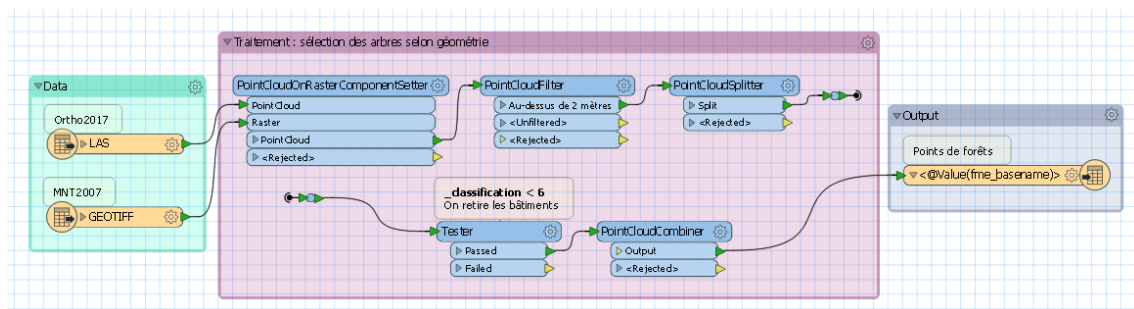 Traitement : sélection des arbres selon géométrie
Data
Ortho2017
LAS
MNT2007
GEOTIFF
PointCloudOnRasterComponentSetter
PointCloud
Raster
PointCloud
<Rejected>
PointCloudFilter
Au-dessus de 2 mètres
<Unfiltered>
<Rejected>
PointCloudSplitter
Split
<Rejected>
_classification < 6
On retire les bâtiments
Tester
Passed
Failed
PointCloudCombiner
Output
<Rejected>
Output
Points de forêts
<@Value(fme_basename)>